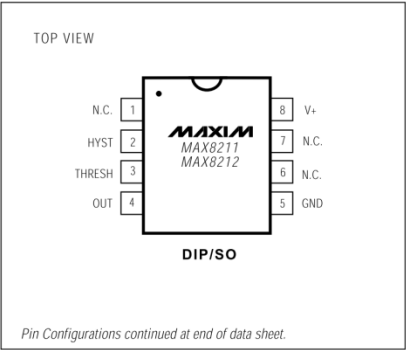 TOP VIEW
N.C. 1
HYST 2
THRESH 3
OUT 4
MAXIM
MAX8211
MAX8212
8 V+
7 N.C.
6 N.C.
5 GND
DIP/SO
Pin Configurations continued at end of data sheet.